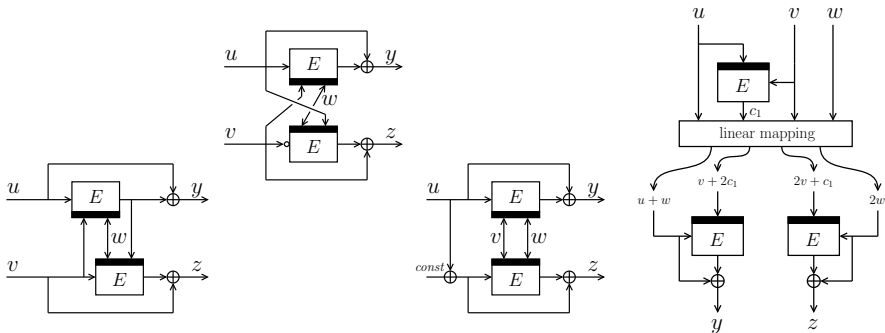 u
E
y
w
v
E
z
u
E
y
w
v
E
z
u
E
y
v w
const
E
z
u v w
E
c₁
linear mapping
u + w
v + 2c₁
2v + c₁
2w
E E
y z